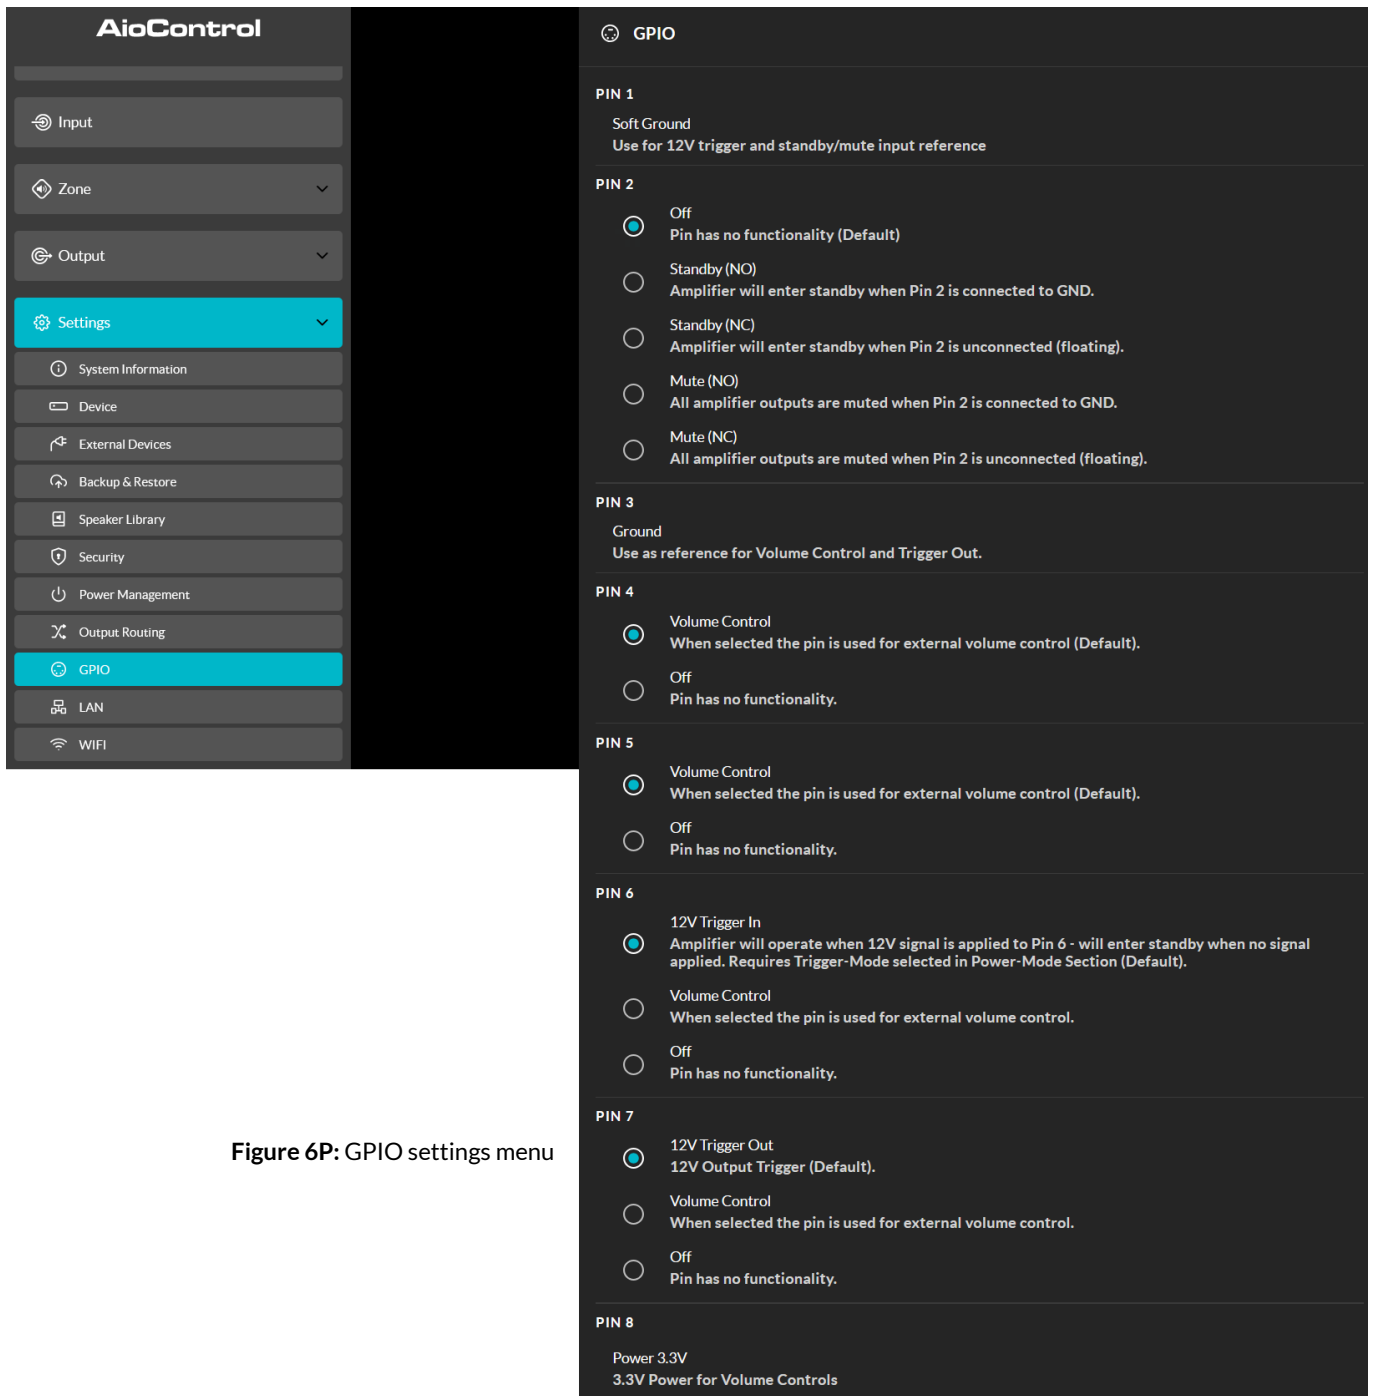 AioControl
Input
Zone
Output
Settings
System Information
Device
External Devices
Backup & Restore
Speaker Library
Security
Power Management
Output Routing
GPIO
LAN
WIFI
Figure 6P: GPIO settings menu
GPIO
PIN 1
Soft Ground
Use for 12V trigger and standby/mute input reference
PIN 2
Off
Pin has no functionality (Default)
Standby (NO)
Amplifier will enter standby when Pin 2 is connected to GND.
Standby (NC)
Amplifier will enter standby when Pin 2 is unconnected (floating).
Mute (NO)
All amplifier outputs are muted when Pin 2 is connected to GND.
Mute (NC)
All amplifier outputs are muted when Pin 2 is unconnected (floating).
PIN 3
Ground
Use as reference for Volume Control and Trigger Out.
PIN 4
Volume Control
When selected the pin is used for external volume control (Default).
Off
Pin has no functionality.
PIN 5
Volume Control
When selected the pin is used for external volume control (Default).
Off
Pin has no functionality.
PIN 6
12V Trigger In
Amplifier will operate when 12V signal is applied to Pin 6 - will enter standby when no signal
applied. Requires Trigger-Mode selected in Power-Mode Section (Default).
Volume Control
When selected the pin is used for external volume control.
Off
Pin has no functionality.
PIN 7
12V Trigger Out
12V Output Trigger (Default).
Volume Control
When selected the pin is used for external volume control.
Off
Pin has no functionality.
PIN 8
Power 3.3V
3.3V Power for Volume Controls